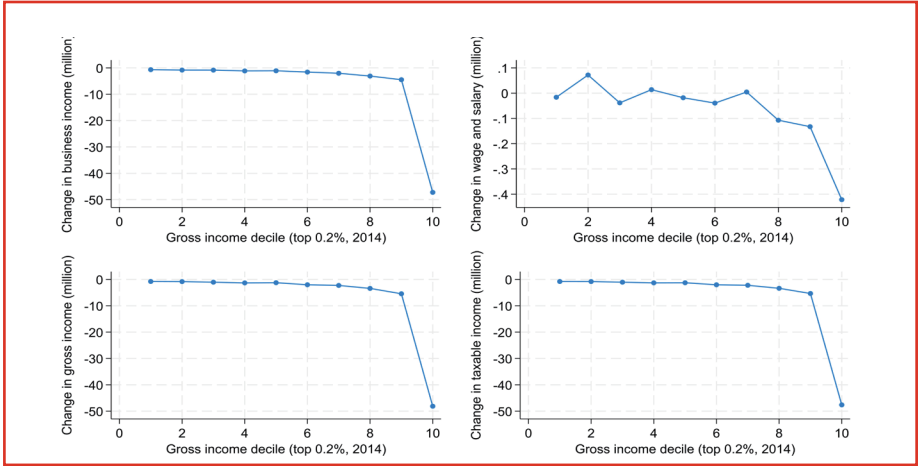 Change in business income (million)
0
-10
-20
-30
-40
-50
0 2 4 6 8 10
Gross income decile (top 0.2%, 2014)
Change in wage and salary (million)
.1
0
-.1
-.2
-.3
-.4
0 2 4 6 8 10
Gross income decile (top 0.2%, 2014)
Change in gross income (million)
0
-10
-20
-30
-40
-50
0 2 4 6 8 10
Gross income decile (top 0.2%, 2014)
Change in taxable income (million)
0
-10
-20
-30
-40
-50
0 2 4 6 8 10
Gross income decile (top 0.2%, 2014)